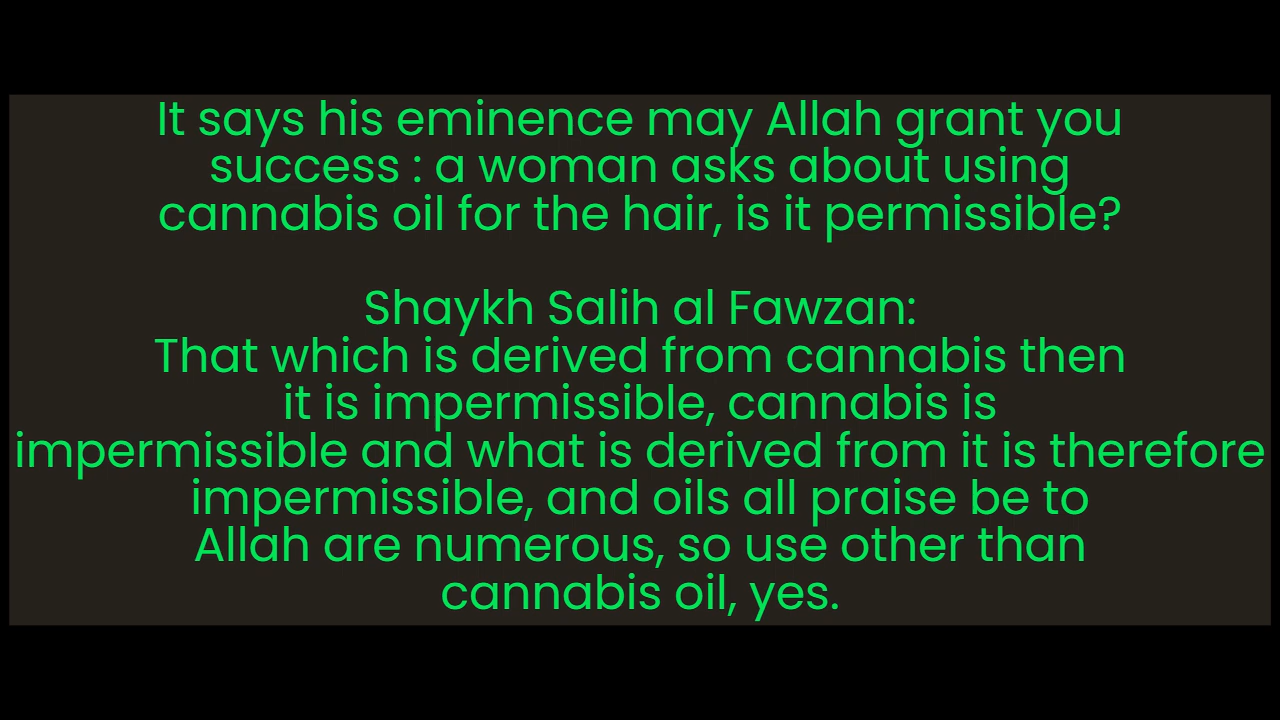 It says his eminence may Allah grant you
success : a woman asks about using
cannabis oil for the hair, is it permissible?
Shaykh Salih al Fawzan:
That which is derived from cannabis then
it is impermissible, cannabis is
impermissible and what is derived from it is therefore
impermissible, and oils all praise be to
Allah are numerous, so use other than
cannabis oil, yes.